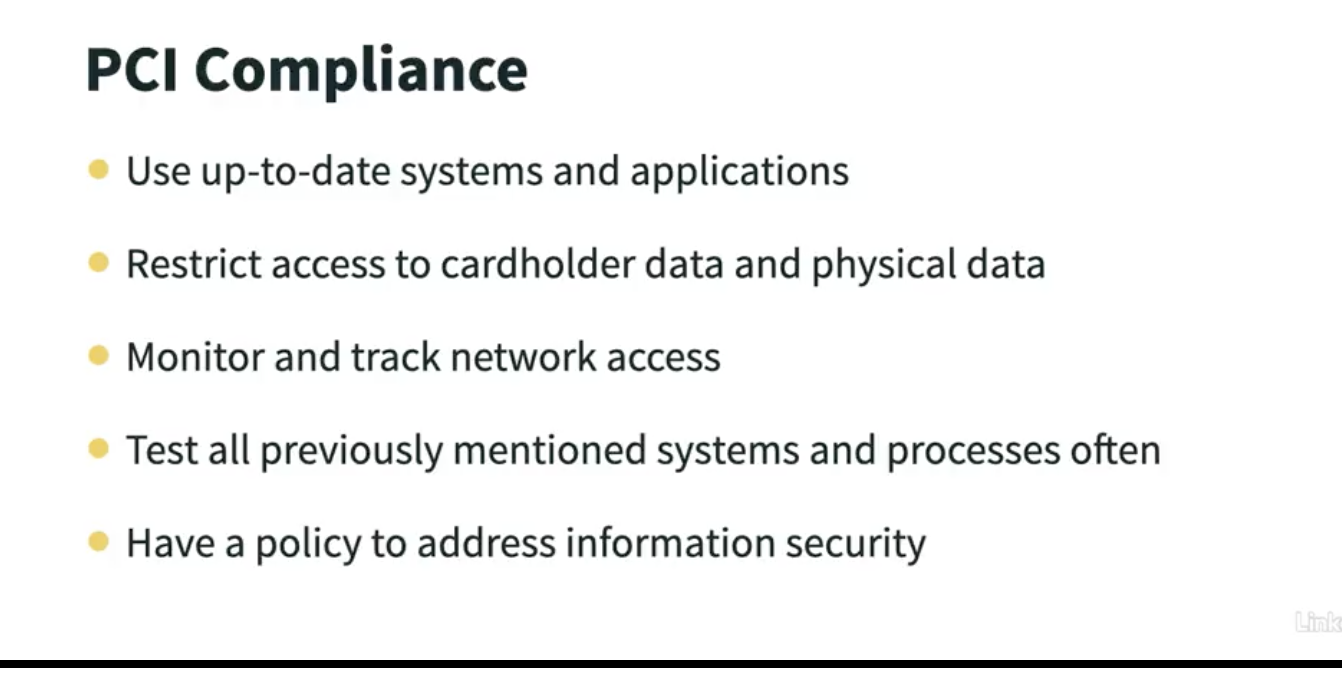 PCI Compliance
Use up-to-date systems and applications
Restrict access to cardholder data and physical data
Monitor and track network access
Test all previously mentioned systems and processes often
Have a policy to address information security